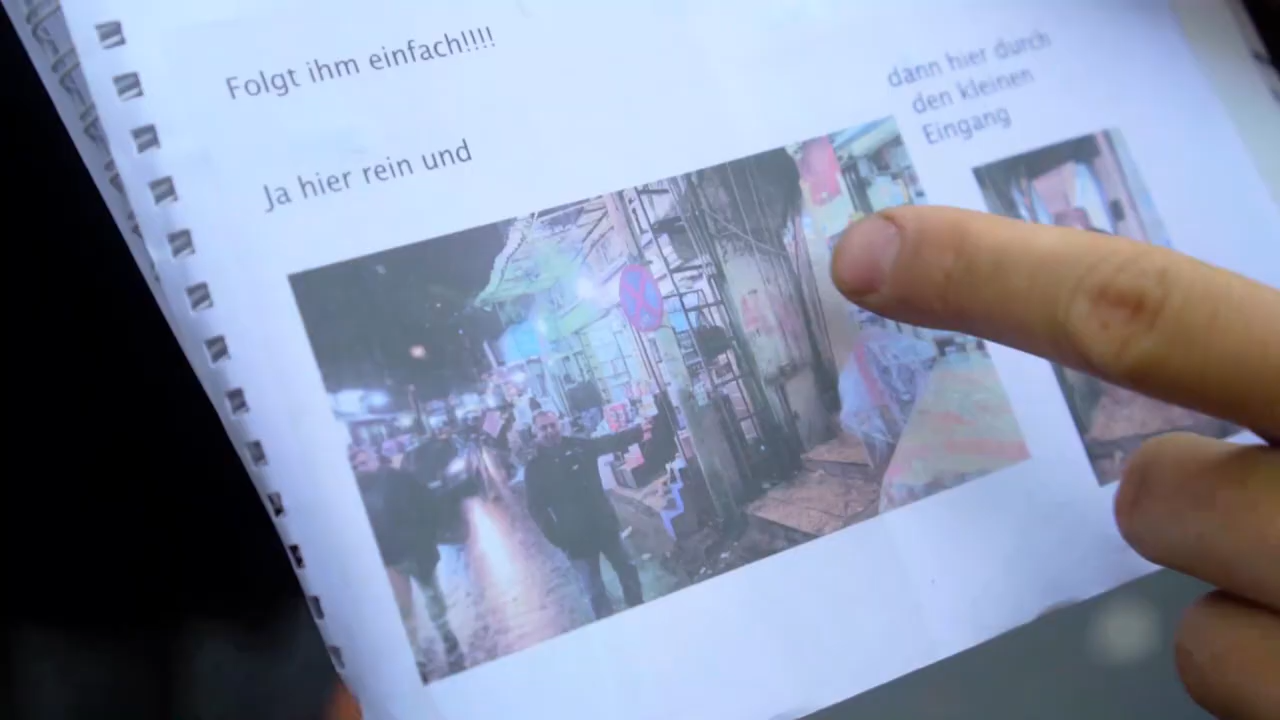 Folgt ihm einfach!!!!
Ja hier rein und
dann hier durch
den kleinen
Eingang